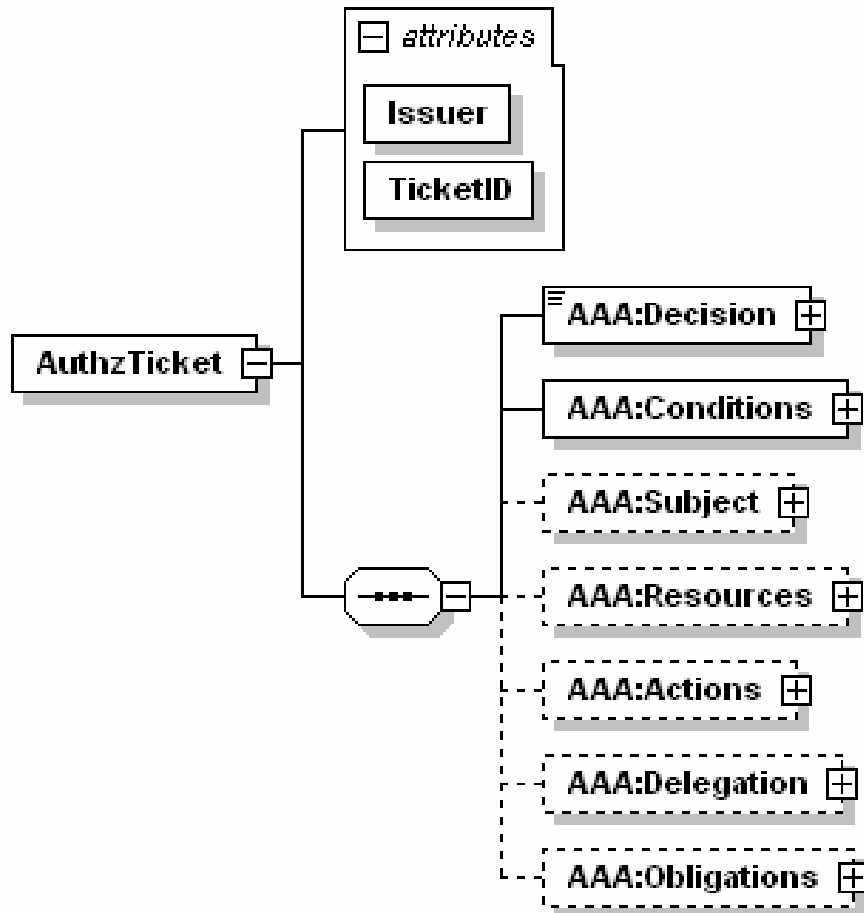 attributes
Issuer
TicketID
AuthzTicket
AAA:Decision
AAA:Conditions
AAA:Subject
AAA:Resources
AAA:Actions
AAA:Delegation
AAA:Obligations